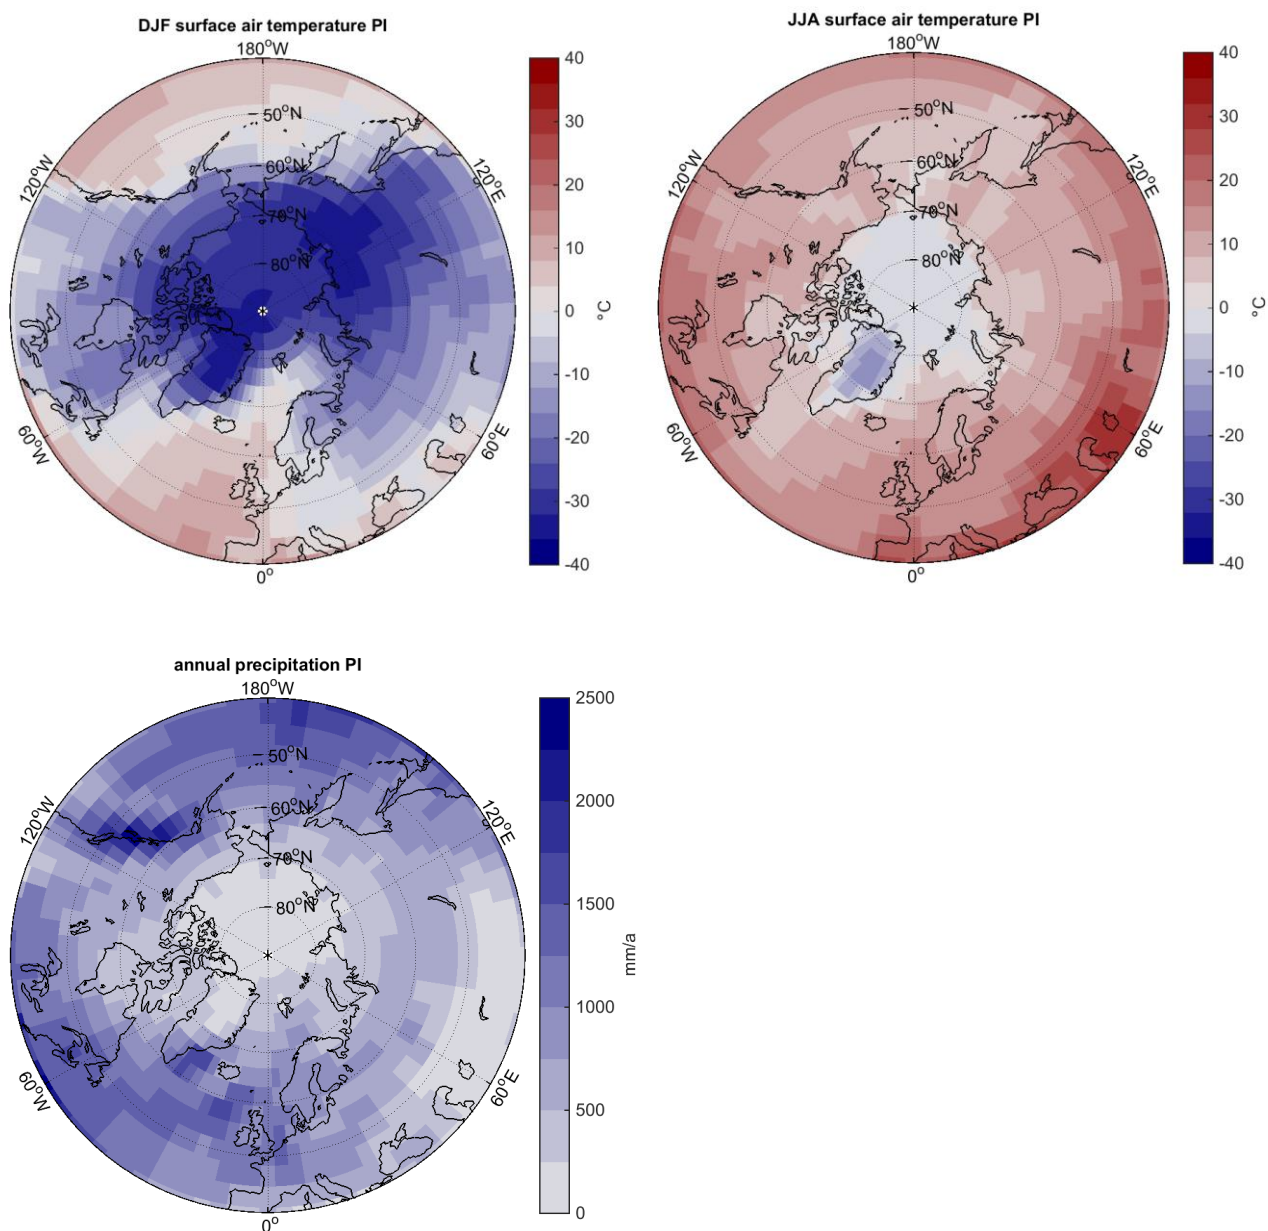 DJF surface air temperature PI
180°W
50°N
60°N
70°N
80°N
120°W
120°E
60°W
60°E
0°
40
30
20
10
0
-10
-20
-30
-40
°C
JJA surface air temperature PI
180°W
50°N
60°N
70°N
80°N
120°W
120°E
60°W
60°E
0°
40
30
20
10
0
-10
-20
-30
-40
°C
annual precipitation PI
180°W
50°N
60°N
70°N
80°N
120°W
120°E
60°W
60°E
0°
2500
2000
1500
1000
500
0
mm/a